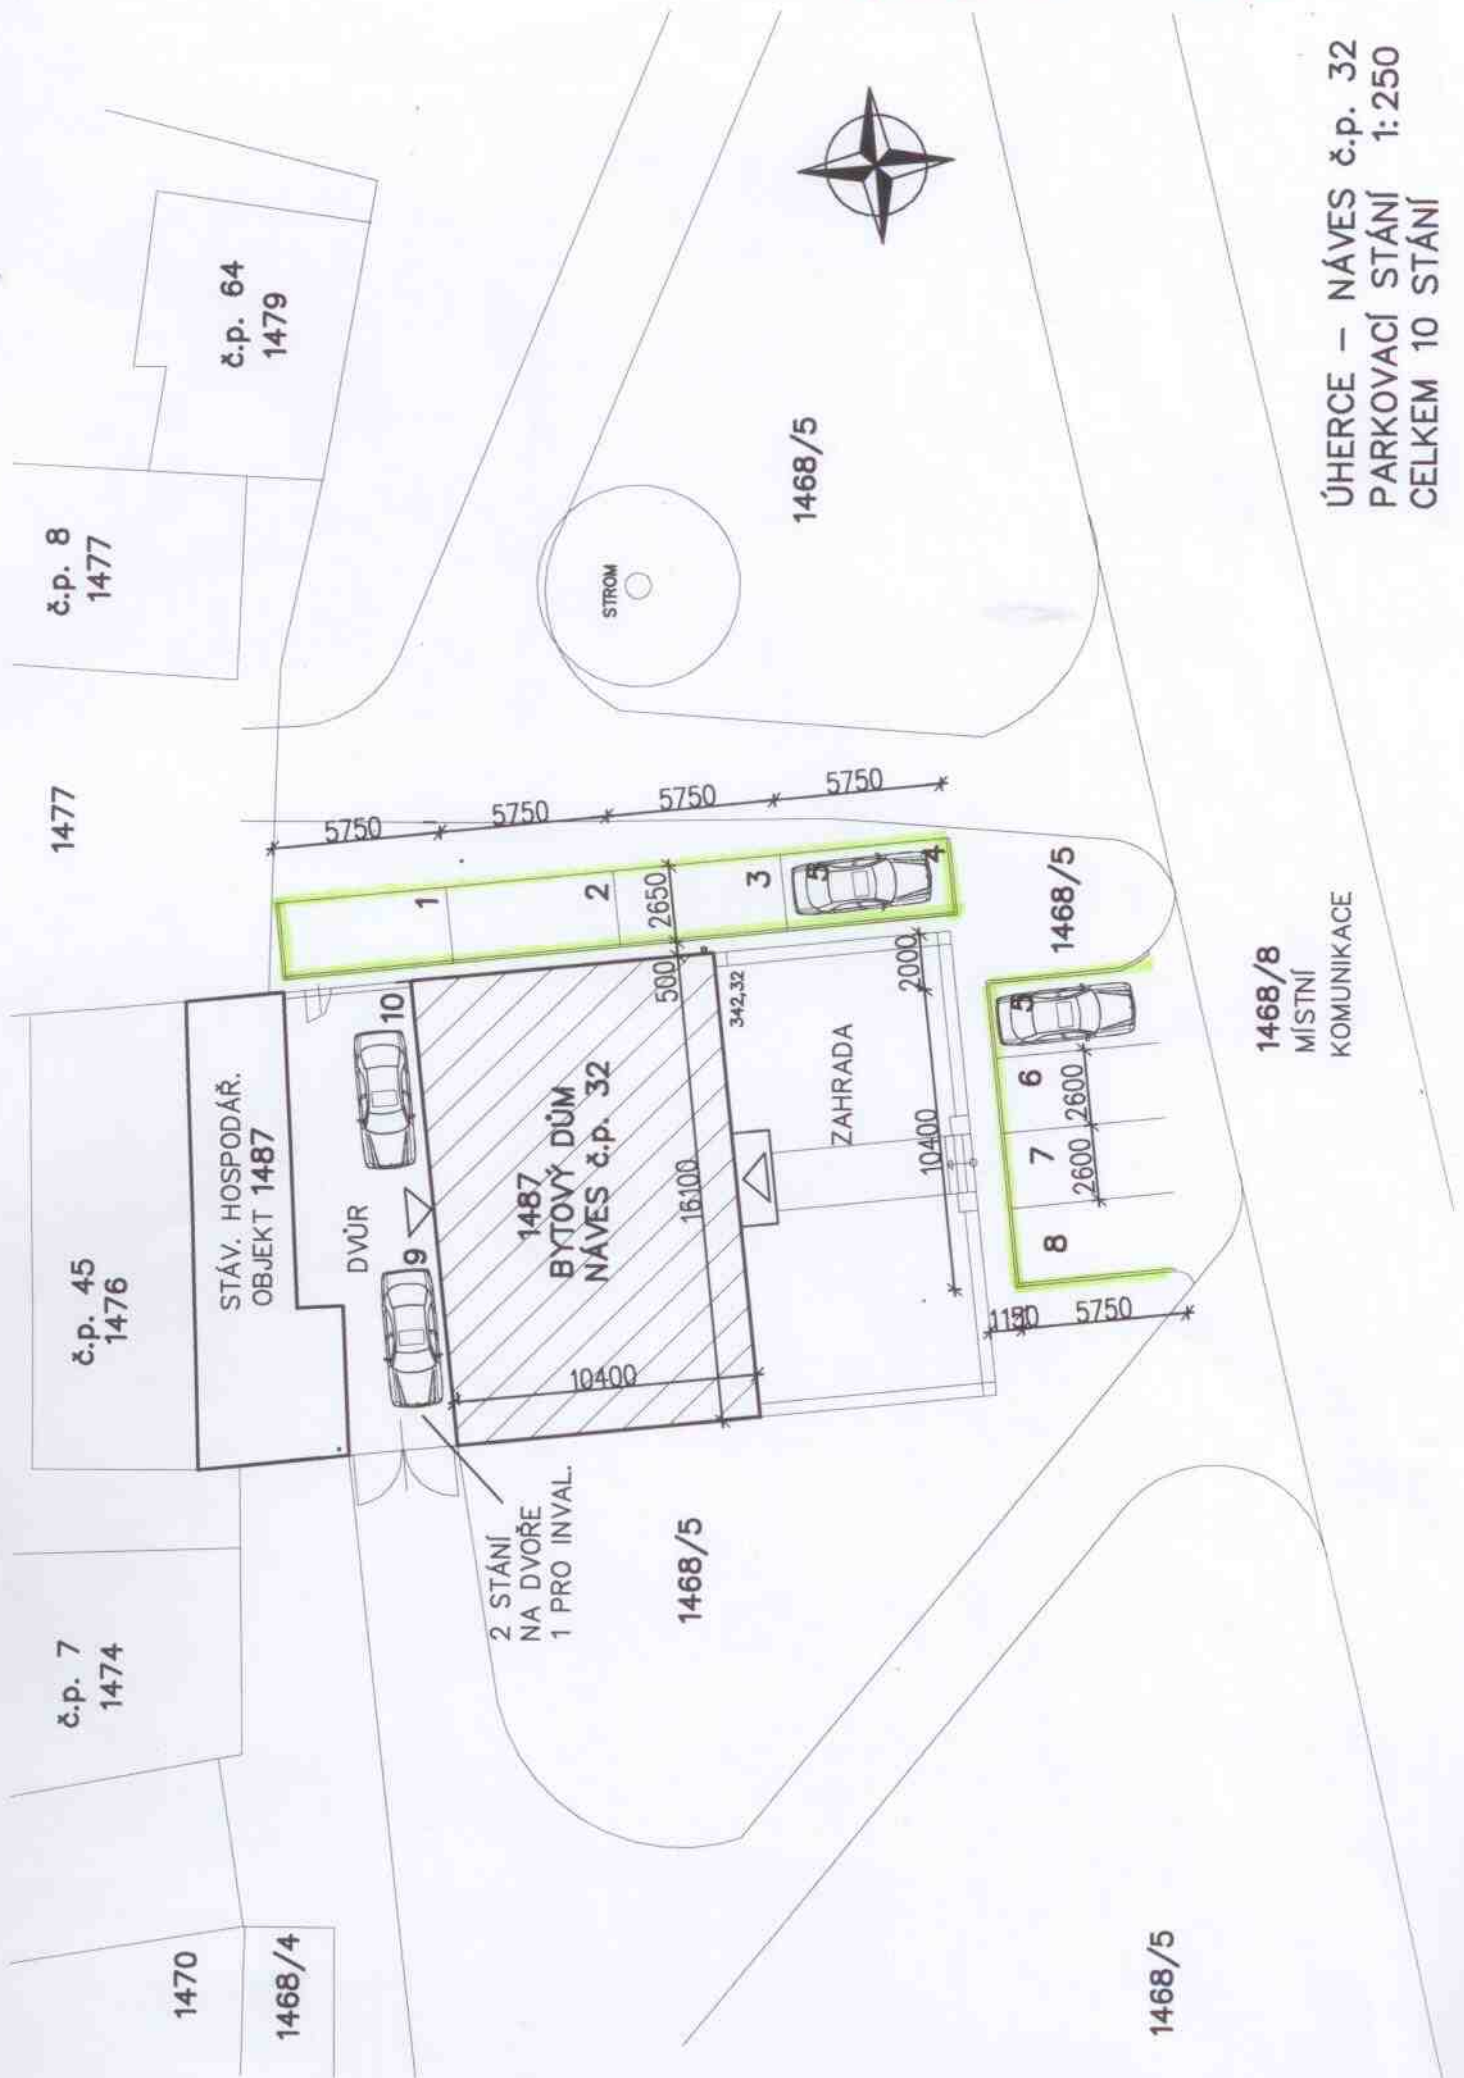 č.p. 7
1474
1470
1468/4
č.p. 45
1476
STÁV. HOSPODÁŘ.
OBJEKT 1487
DVŮR
9
10
2 STÁNÍ
NA DVOŘE
1 PRO INVAL.
1487
BYTOVÝ DŮM
NÁVES č.p. 32
10400
16100
500
2650
342,32
ZAHRADA
2000
10400
1477
č.p. 8
1477
č.p. 64
1479
5750
5750
5750
5750
1
2
3
4
5
STROM
1468/5
1468/5
1468/5
1468/5
5
6
7
8
2600
2600
5750
1468/8
MÍSTNÍ
KOMUNIKACE
ÚHERCE – NÁVES č.p. 32
PARKOVACÍ STÁNÍ 1:250
CELKEM 10 STÁNÍ